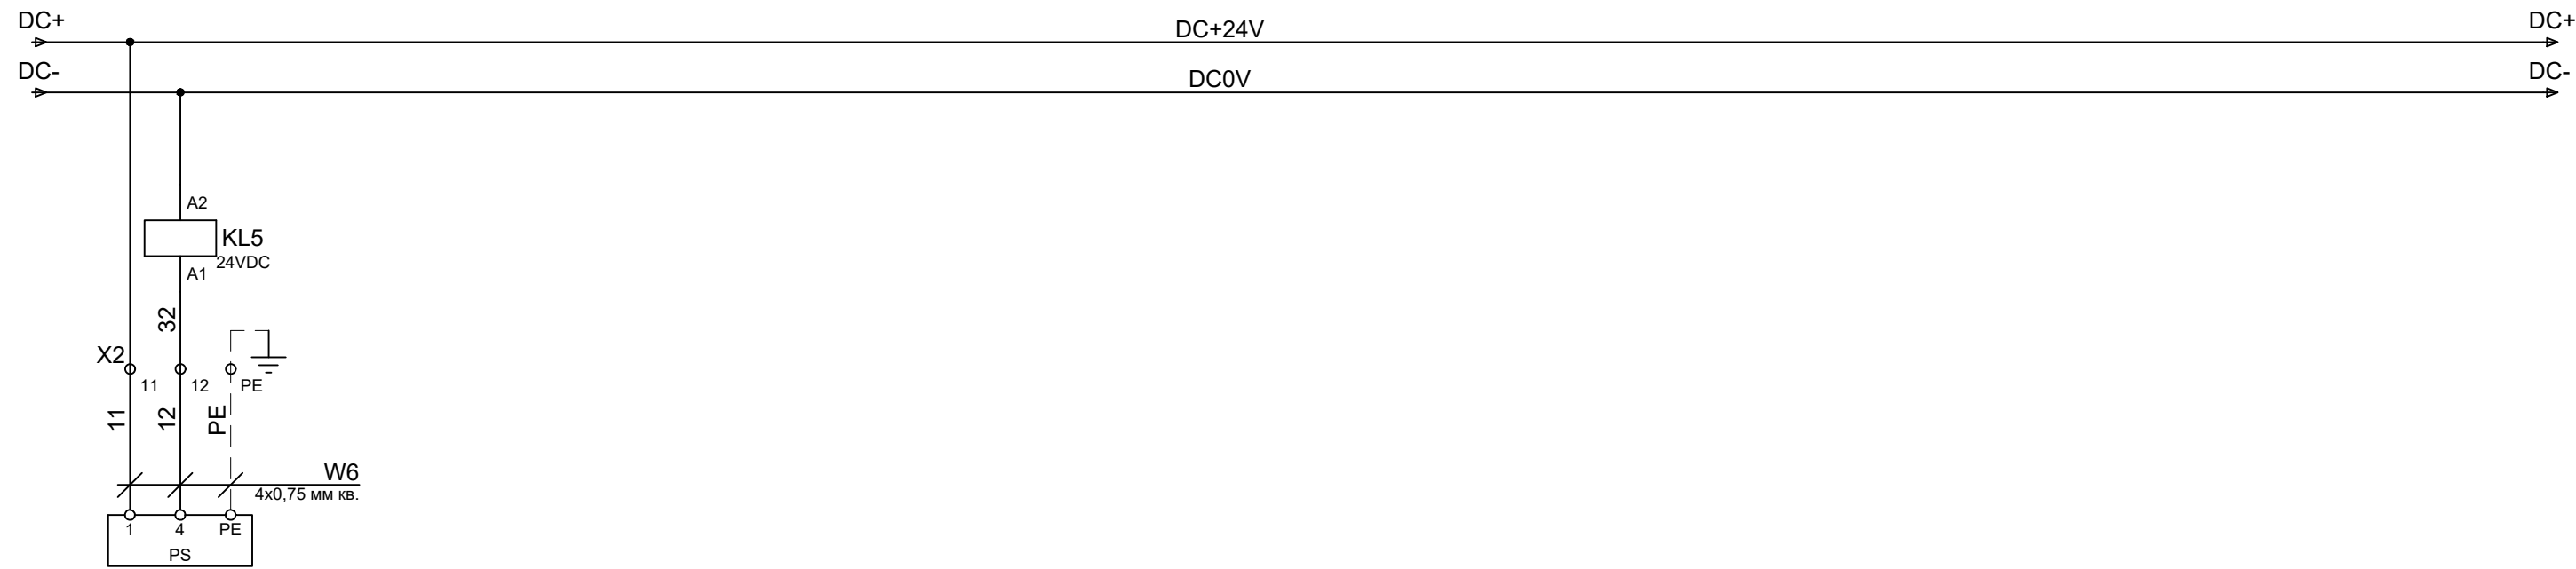 DC+
DC+24V
DC+
DC-
DC0V
DC-
A2
KL5
24VDC
A1
32
X2
11
12
PE
11
12
PE
W6
4x0,75 мм кв.
1
4
PE
PS